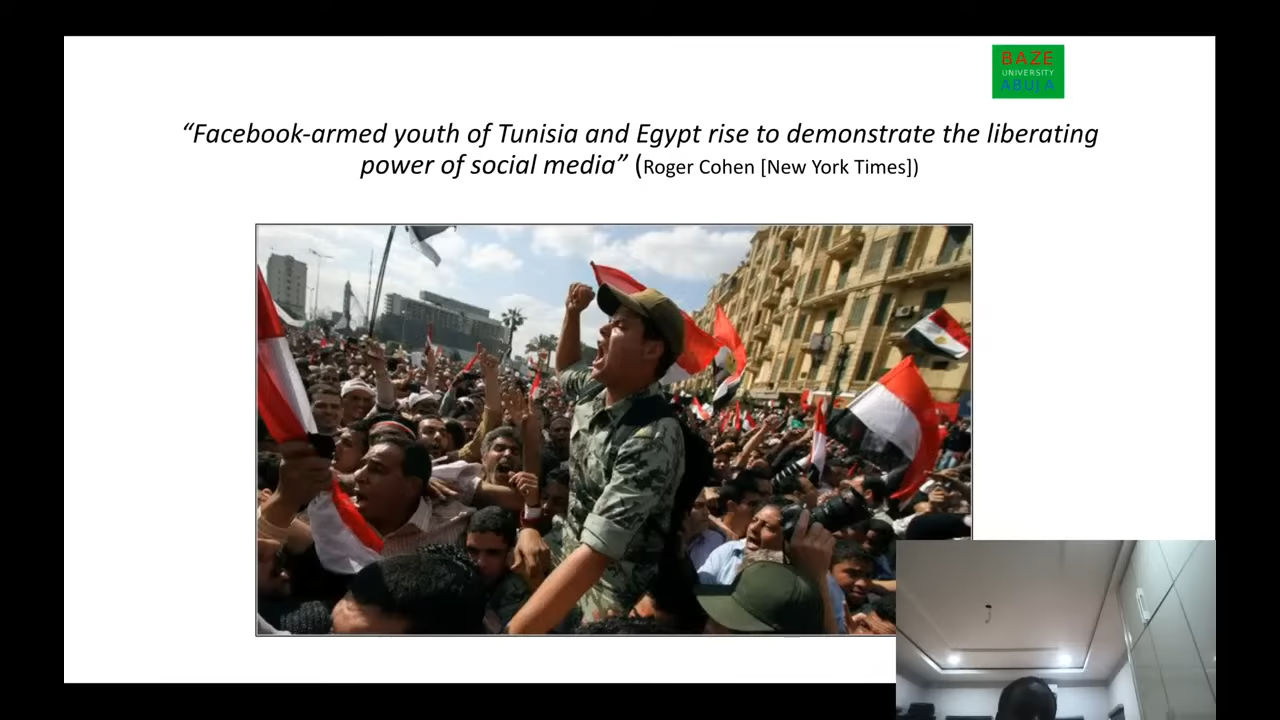 BAZE
UNIVERSITY
ABUJA
“Facebook-armed youth of Tunisia and Egypt rise to demonstrate the liberating
power of social media” (Roger Cohen [New York Times])